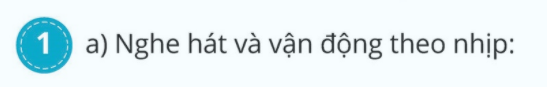 1 a) Nghe hát và vận động theo nhịp: